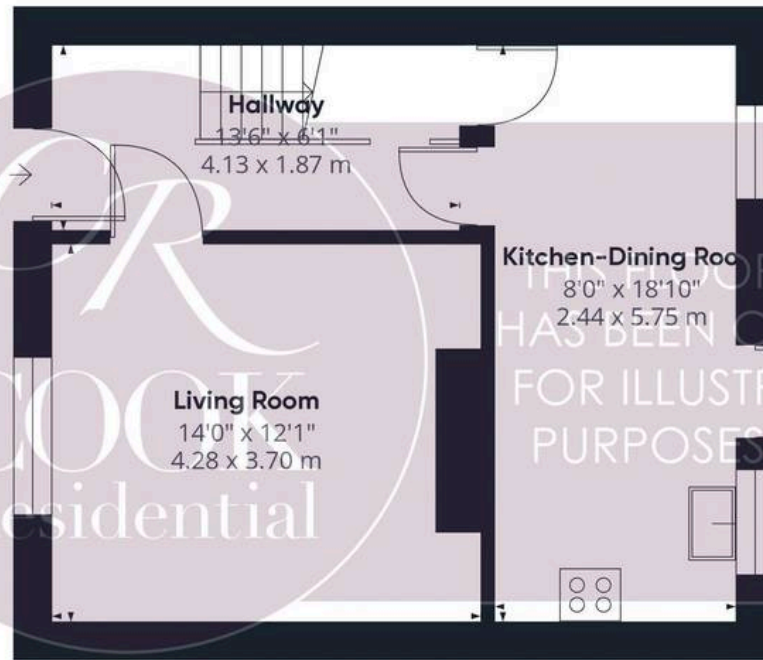 Hallway
13'6" x 6'1"
4.13 x 1.87 m
Kitchen-Dining Roo
8'0" x 18'10"
2.44 x 5.75 m
Living Room
14'0" x 12'1"
4.28 x 3.70 m
CR
COOK
residential
THIS FLOOR
HAS BEEN C
FOR ILLUSTR
PURPOSES